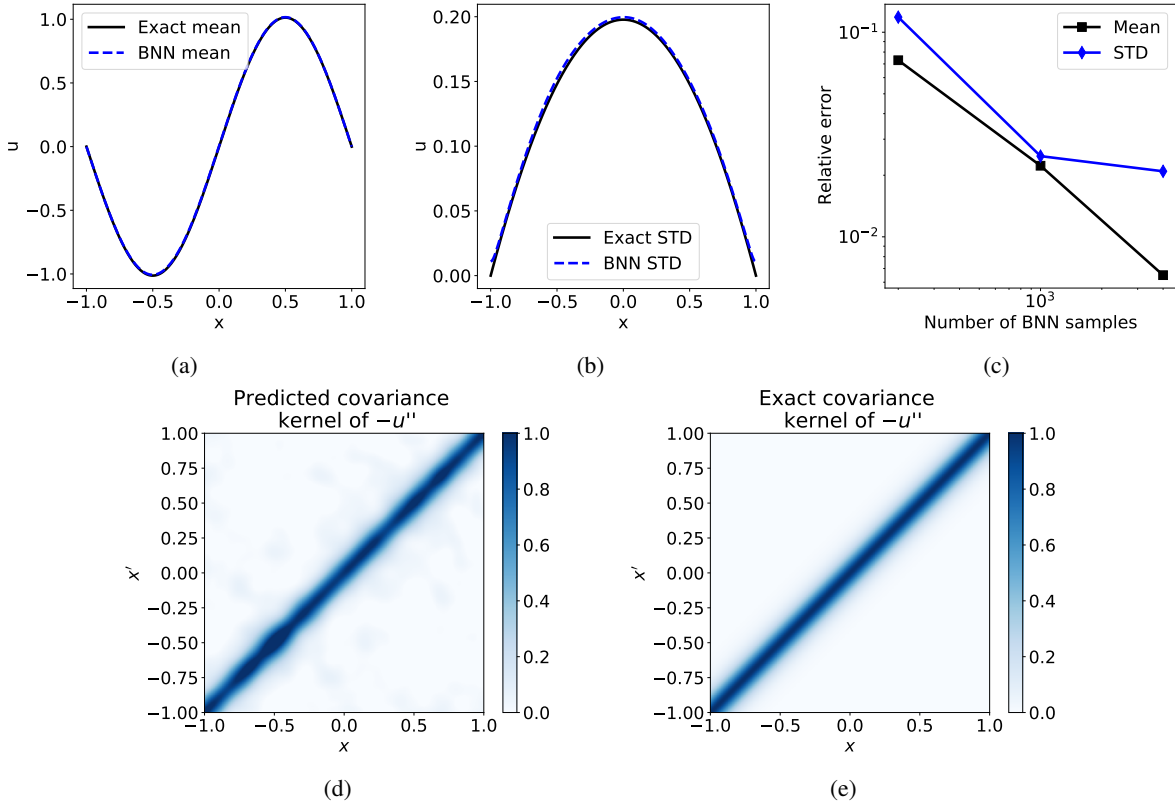 Exact mean
BNN mean
1.0
0.5
0.0
−0.5
−1.0
u
−1.0 −0.5 0.0 0.5 1.0
x
(a)
0.20
0.15
0.10
0.05
0.00
u
Exact STD
BNN STD
−1.0 −0.5 0.0 0.5 1.0
x
(b)
10⁻¹
10⁻²
Relative error
Mean
STD
10³
Number of BNN samples
(c)
Predicted covariance
kernel of −u''
1.00
0.75
0.50
0.25
0.00
−0.25
−0.50
−0.75
−1.00
x′
−1.0 −0.5 0.0 0.5 1.0
x
1.0
0.8
0.6
0.4
0.2
0.0
(d)
Exact covariance
kernel of −u''
1.00
0.75
0.50
0.25
0.00
−0.25
−0.50
−0.75
−1.00
x′
−1.0 −0.5 0.0 0.5 1.0
x
1.0
0.8
0.6
0.4
0.2
0.0
(e)